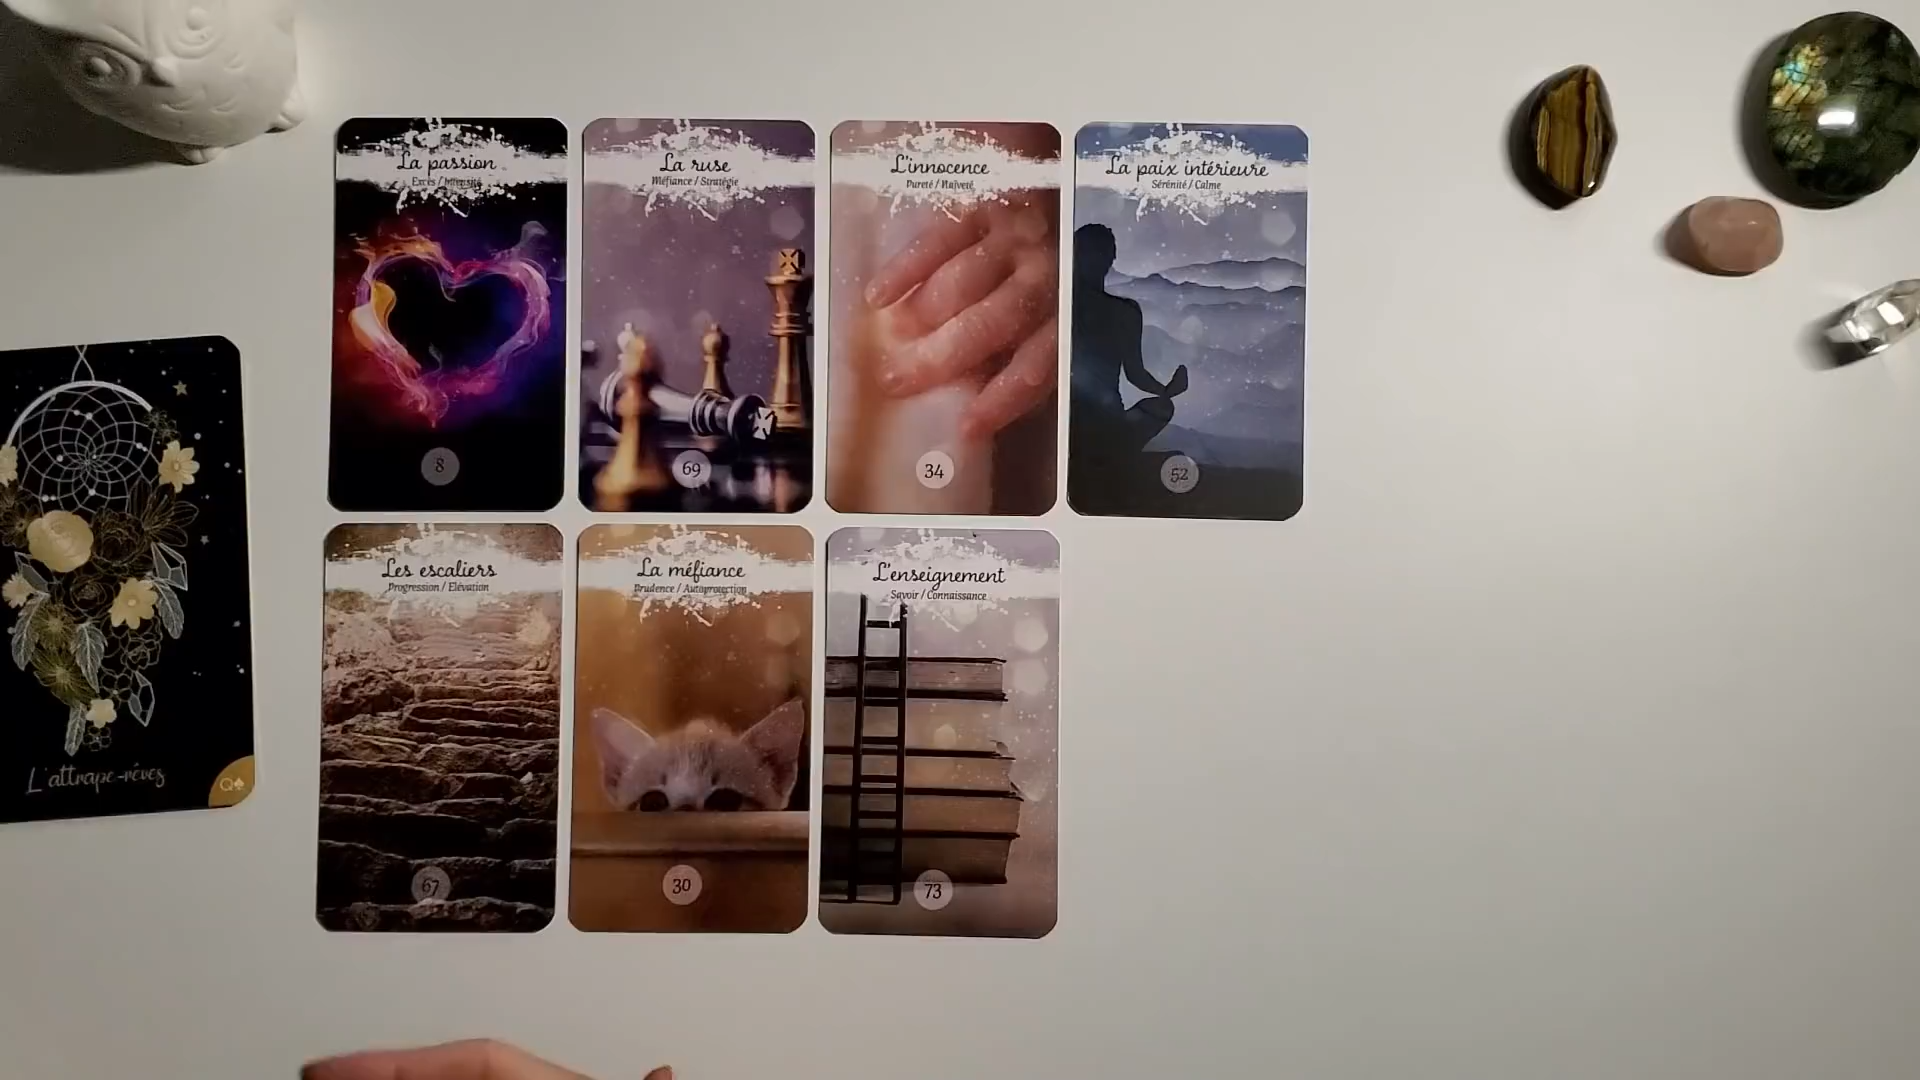 La passion
Excès / Intensité
8
La ruse
Méfiance / Stratégie
69
L'innocence
Pureté / Naïveté
34
La paix intérieure
Sérénité / Calme
52
L'attrape-rêves
Q♠
Les escaliers
Progression / Elévation
67
La méfiance
Prudence / Autoprotection
30
L'enseignement
Savoir / Connaissance
73